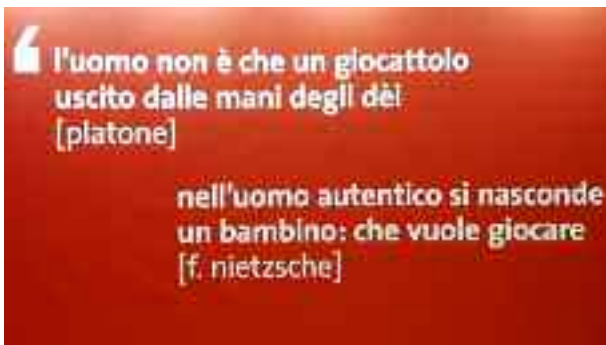 ‘ l'uomo non è che un giocattolo
uscito dalle mani degli dèi
[platone]
nell'uomo autentico si nasconde
un bambino: che vuole giocare
[f. nietzsche]